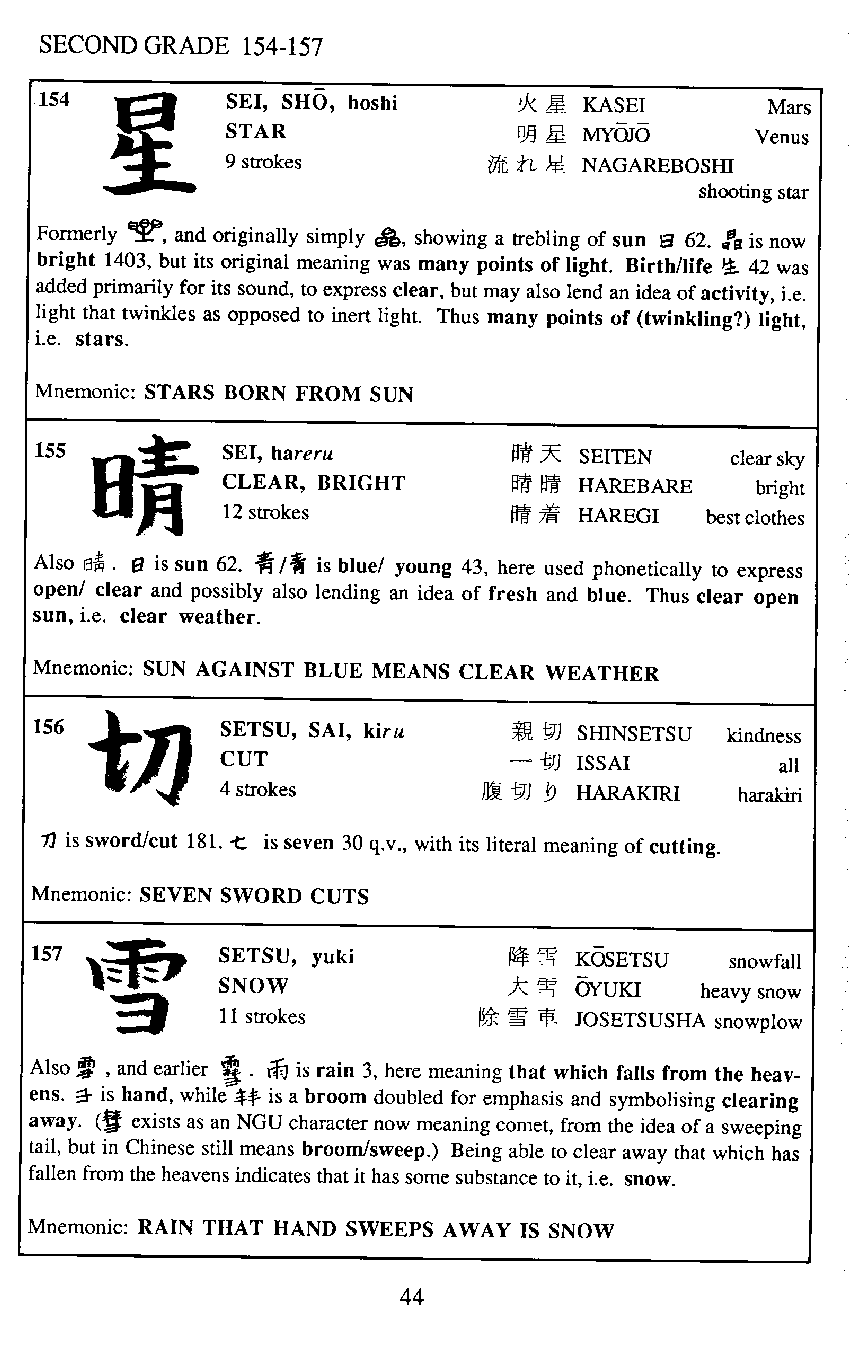 SECOND GRADE 154-157
154 星 SEI, SHŌ, hoshi 火星 KASEI Mars
STAR 明星 MYŌJŌ Venus
9 strokes 流れ星 NAGAREBOSHI
shooting star
Formerly , and originally simply , showing a trebling of sun 日 62. 晶 is now
bright 1403, but its original meaning was many points of light. Birth/life 生 42 was
added primarily for its sound, to express clear, but may also lend an idea of activity, i.e.
light that twinkles as opposed to inert light. Thus many points of (twinkling?) light,
i.e. stars.
Mnemonic: STARS BORN FROM SUN
155 晴 SEI, hareru 晴天 SEITEN clear sky
CLEAR, BRIGHT 晴晴 HAREBARE bright
12 strokes 晴着 HAREGI best clothes
Also 晴. 日 is sun 62. 靑/青 is blue/ young 43, here used phonetically to express
open/ clear and possibly also lending an idea of fresh and blue. Thus clear open
sun, i.e. clear weather.
Mnemonic: SUN AGAINST BLUE MEANS CLEAR WEATHER
156 切 SETSU, SAI, kiru 親切 SHINSETSU kindness
CUT 一切 ISSAI all
4 strokes 腹切り HARAKIRI harakiri
刀 is sword/cut 181. 七 is seven 30 q.v., with its literal meaning of cutting.
Mnemonic: SEVEN SWORD CUTS
157 雪 SETSU, yuki 降雪 KŌSETSU snowfall
SNOW 大雪 ŌYUKI heavy snow
11 strokes 除雪車 JOSETSUSHA snowplow
Also , and earlier . 雨 is rain 3, here meaning that which falls from the heav-
ens. ヨ is hand, while 丰丰 is a broom doubled for emphasis and symbolising clearing
away. (彗 exists as an NGU character now meaning comet, from the idea of a sweeping
tail, but in Chinese still means broom/sweep.) Being able to clear away that which has
fallen from the heavens indicates that it has some substance to it, i.e. snow.
Mnemonic: RAIN THAT HAND SWEEPS AWAY IS SNOW
44